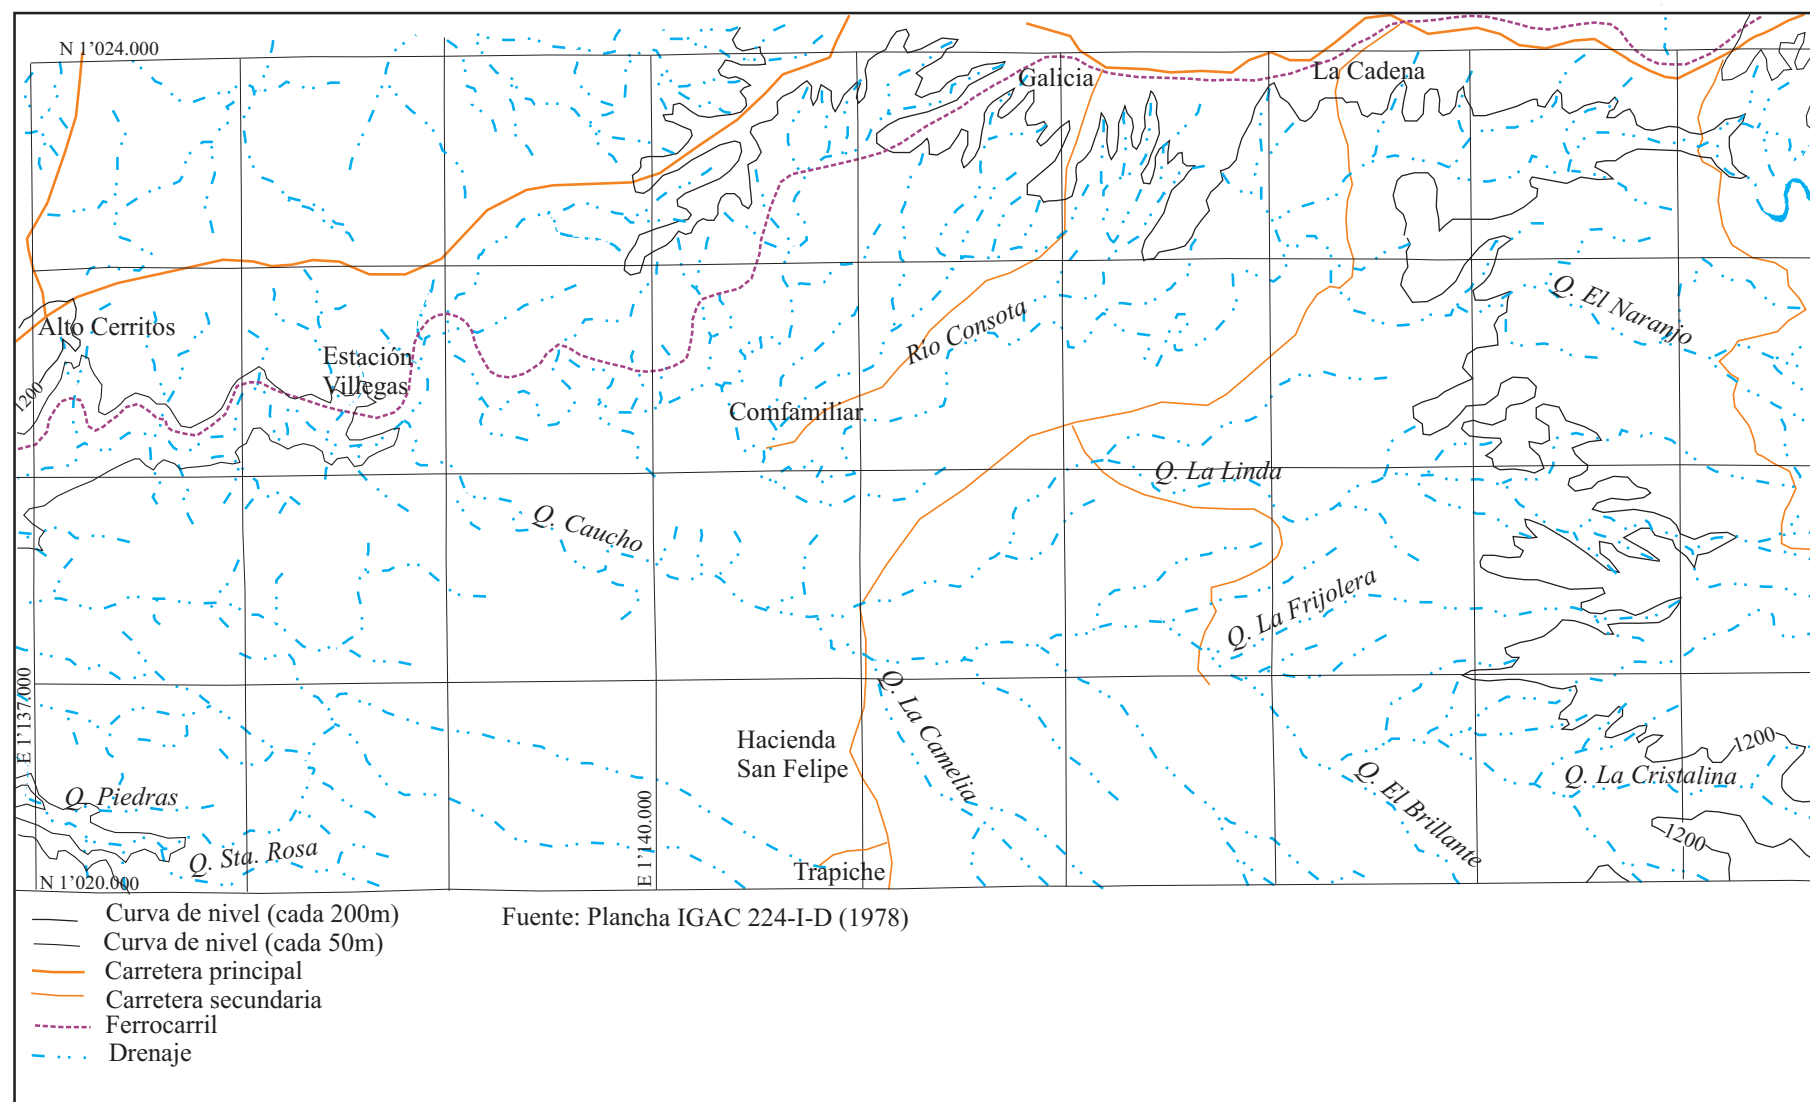 N 1’024.000
Galicia
La Cadena
Alto Cerritos
Estación
Villegas
1200
Río Consota
Q. El Naranjo
Comfamiliar
Q. La Linda
Q. Caucho
Q. La Frijolera
E 1’137.000
Q. La Camelia
Hacienda
San Felipe
1200
Q. La Cristalina
Q. Piedras
Q. El Brillante
E 1’140.000
1200
Q. Sta. Rosa
Trapiche
N 1’020.000
Curva de nivel (cada 200m)
Fuente: Plancha IGAC 224-I-D (1978)
Curva de nivel (cada 50m)
Carretera principal
Carretera secundaria
Ferrocarril
Drenaje